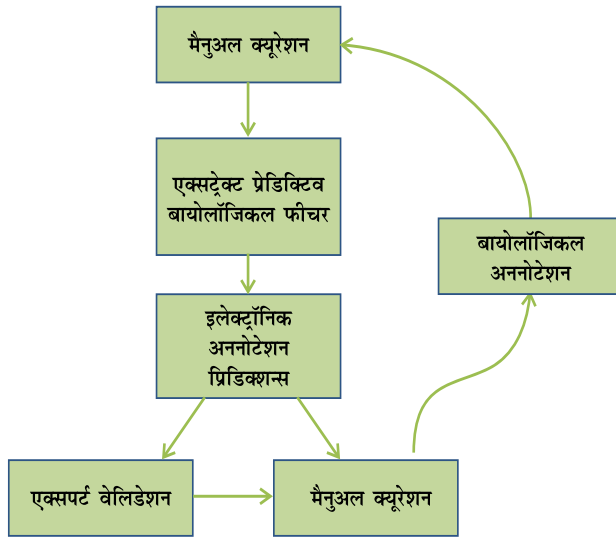 मैनुअल क्यूरेशन
एक्सट्रेक्ट प्रेडिक्टिव
बायोलॉजिकल फीचर
बायोलॉजिकल
अननोटेशन
इलेक्ट्रॉनिक
अननोटेशन
प्रिडिक्शन्स
एक्सपर्ट वेलिडेशन
मैनुअल क्यूरेशन